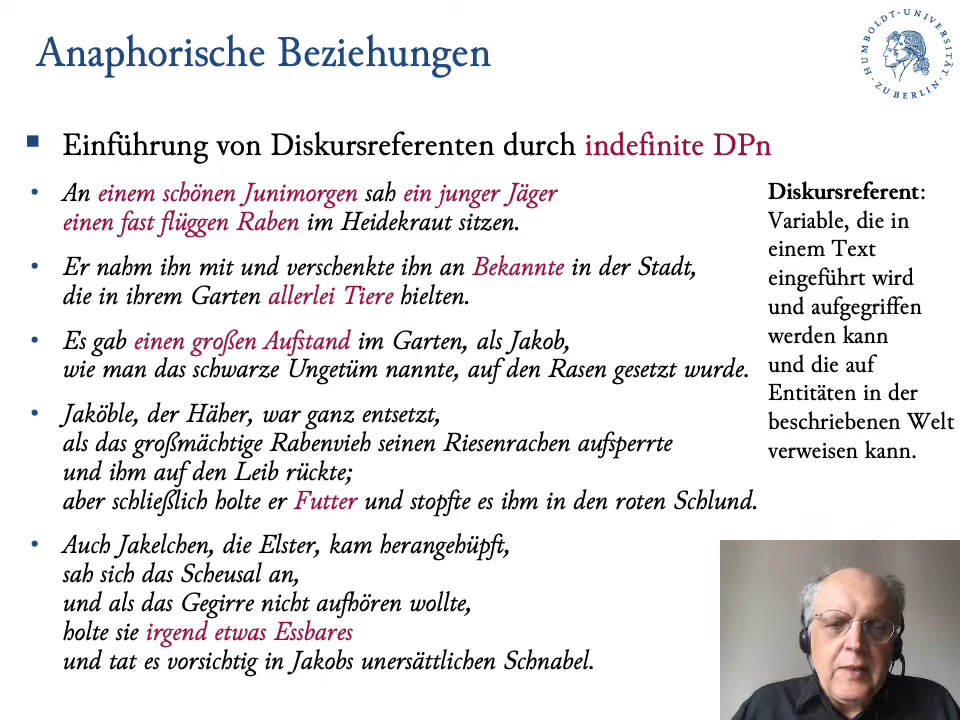 Anaphorische Beziehungen
HUMBOLDT-UNIVERSITÄT ZU BERLIN
Einführung von Diskursreferenten durch indefinite DPn
An einem schönen Junimorgen sah ein junger Jäger
einen fast flüggen Raben im Heidekraut sitzen.
Er nahm ihn mit und verschenkte ihn an Bekannte in der Stadt,
die in ihrem Garten allerlei Tiere hielten.
Es gab einen großen Aufstand im Garten, als Jakob,
wie man das schwarze Ungetüm nannte, auf den Rasen gesetzt wurde.
Jaköble, der Häher, war ganz entsetzt,
als das großmächtige Rabenvieh seinen Riesenrachen aufsperrte
und ihm auf den Leib rückte;
aber schließlich holte er Futter und stopfte es ihm in den roten Schlund.
Auch Jakelchen, die Elster, kam herangehüpft,
sah sich das Scheusal an,
und als das Gegirre nicht aufhören wollte,
holte sie irgend etwas Essbares
und tat es vorsichtig in Jakobs unersättlichen Schnabel.
Diskursreferent:
Variable, die in
einem Text
eingeführt wird
und aufgegriffen
werden kann
und die auf
Entitäten in der
beschriebenen Welt
verweisen kann.